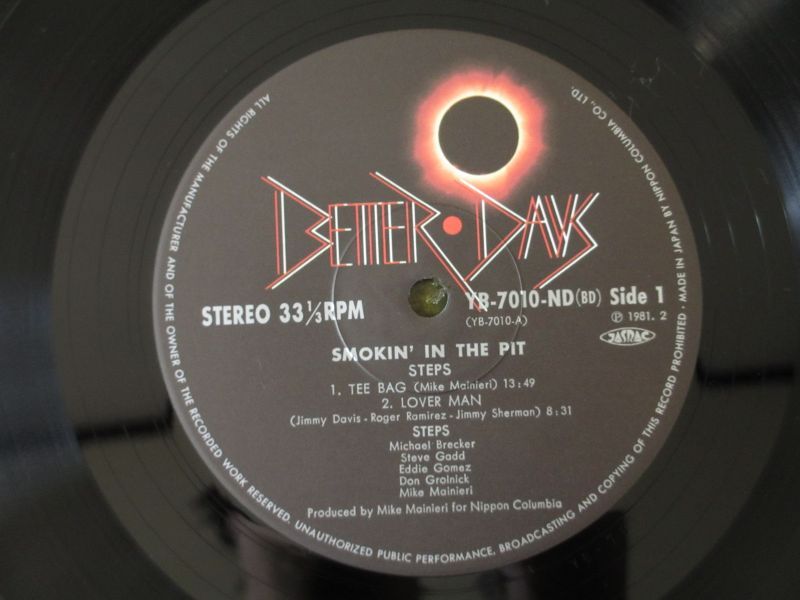 BETTER • DAYS
STEREO 33 ⅓ RPM
YB-7010-ND(BD) Side 1
(YB-7010-A)
℗ 1981. 2
JASRAC
SMOKIN' IN THE PIT
STEPS
1. TEE BAG (Mike Mainieri) 13:49
2. LOVER MAN
(Jimmy Davis - Roger Ramirez - Jimmy Sherman) 8:31
STEPS
Michael Brecker
Steve Gadd
Eddie Gomez
Don Grolnick
Mike Mainieri
Produced by Mike Mainieri for Nippon Columbia
ALL RIGHTS OF THE MANUFACTURER AND OF THE OWNER OF THE RECORDED WORK RESERVED. UNAUTHORIZED PUBLIC PERFORMANCE, BROADCASTING AND COPYING OF THIS RECORD PROHIBITED • MADE IN JAPAN BY NIPPON COLUMBIA CO., LTD.